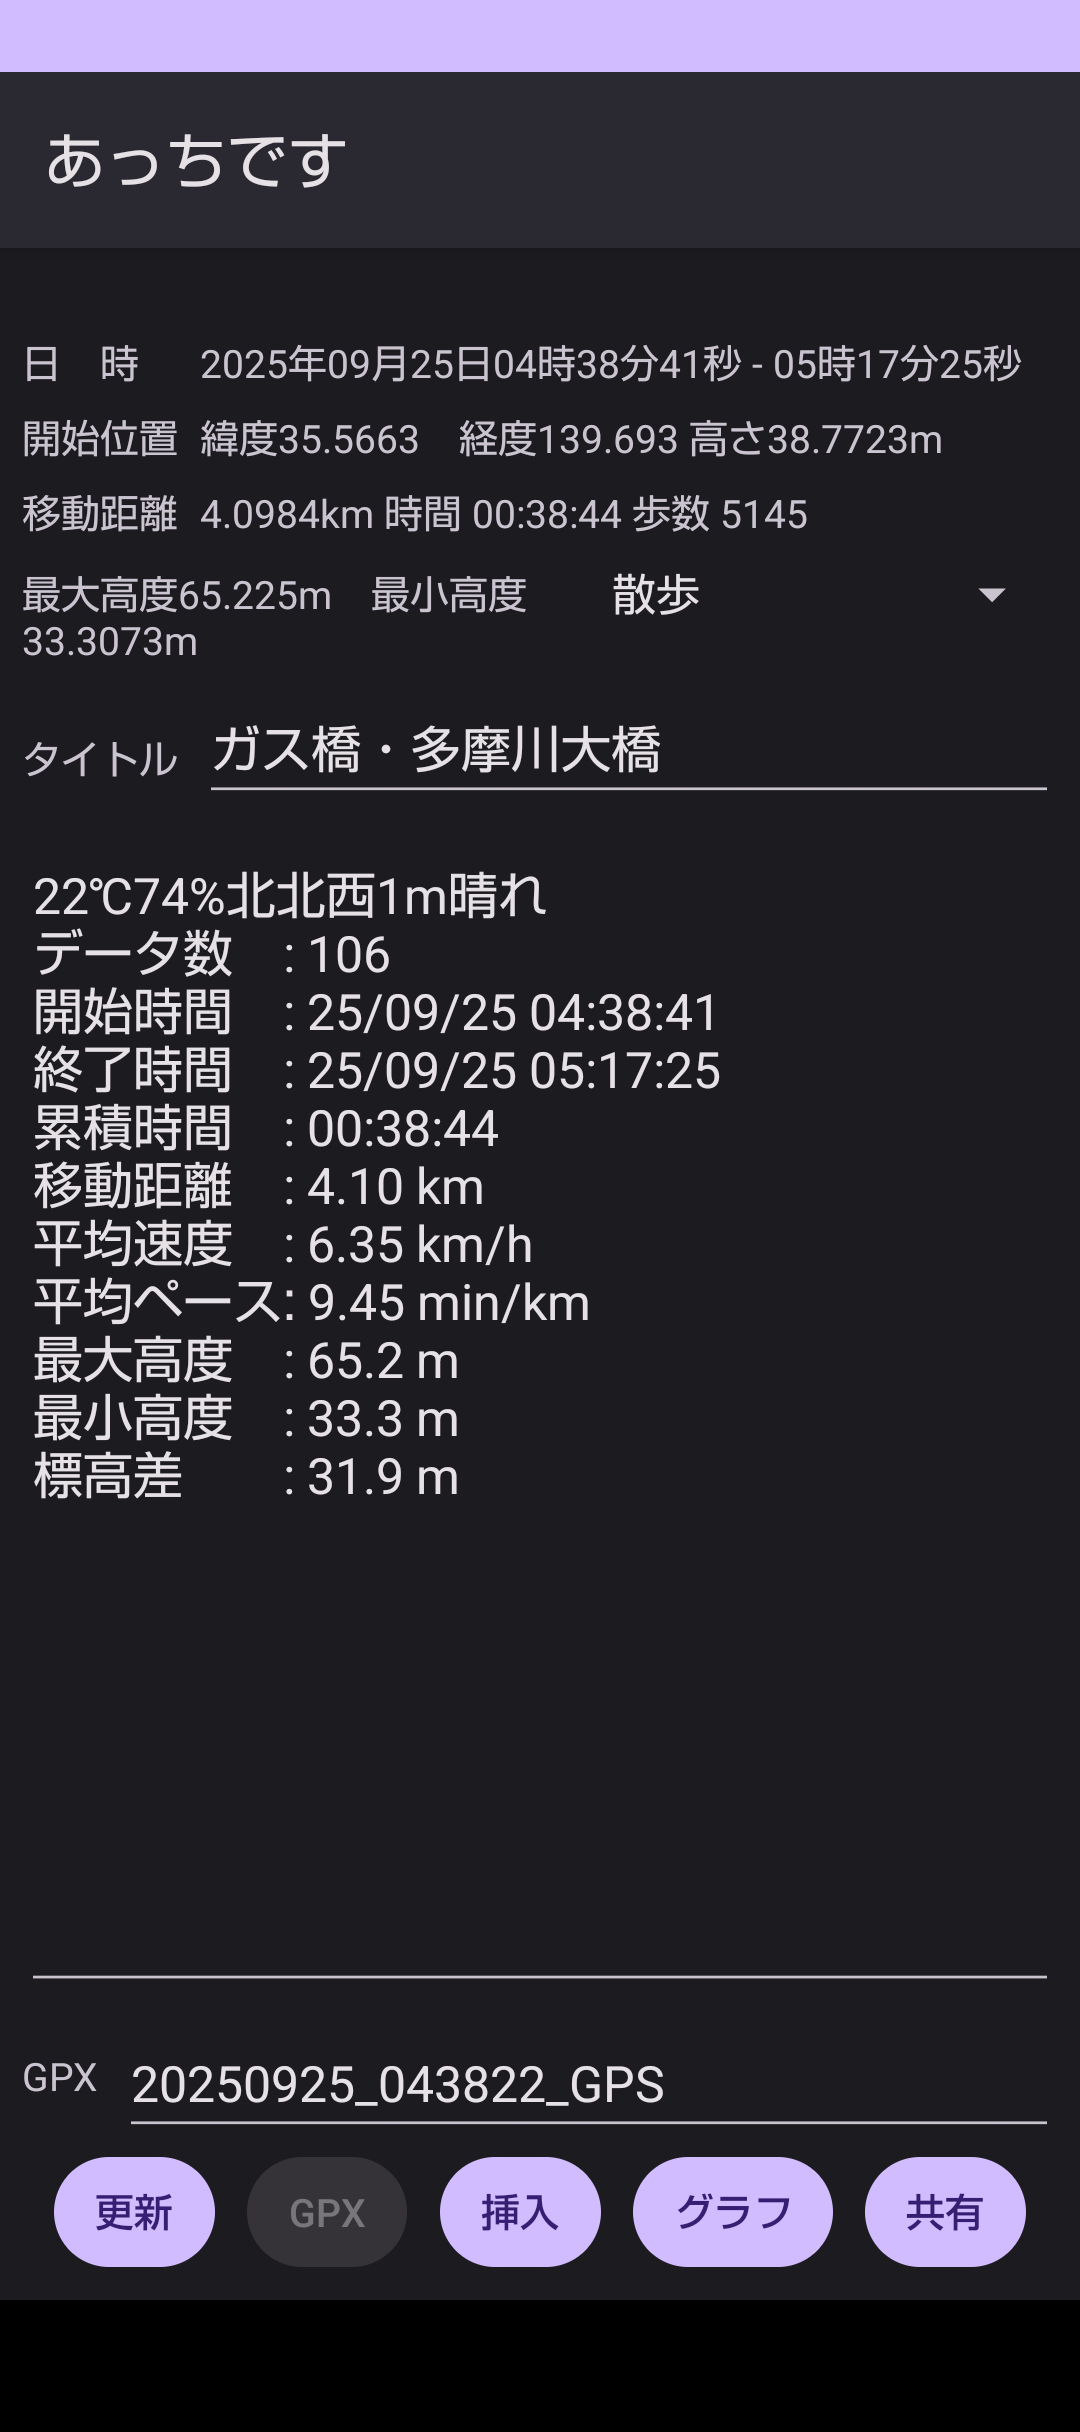 あっちです
日　時 2025年09月25日04時38分41秒 - 05時17分25秒
開始位置 緯度35.5663　経度139.693 高さ38.7723m
移動距離 4.0984km 時間 00:38:44 歩数 5145
最大高度65.225m　最小高度 散歩
33.3073m
タイトル ガス橋・多摩川大橋
22℃74%北北西1m晴れ
データ数　: 106
開始時間　: 25/09/25 04:38:41
終了時間　: 25/09/25 05:17:25
累積時間　: 00:38:44
移動距離　: 4.10 km
平均速度　: 6.35 km/h
平均ペース: 9.45 min/km
最大高度　: 65.2 m
最小高度　: 33.3 m
標高差　　: 31.9 m
GPX 20250925_043822_GPS
更新 GPX 挿入 グラフ 共有